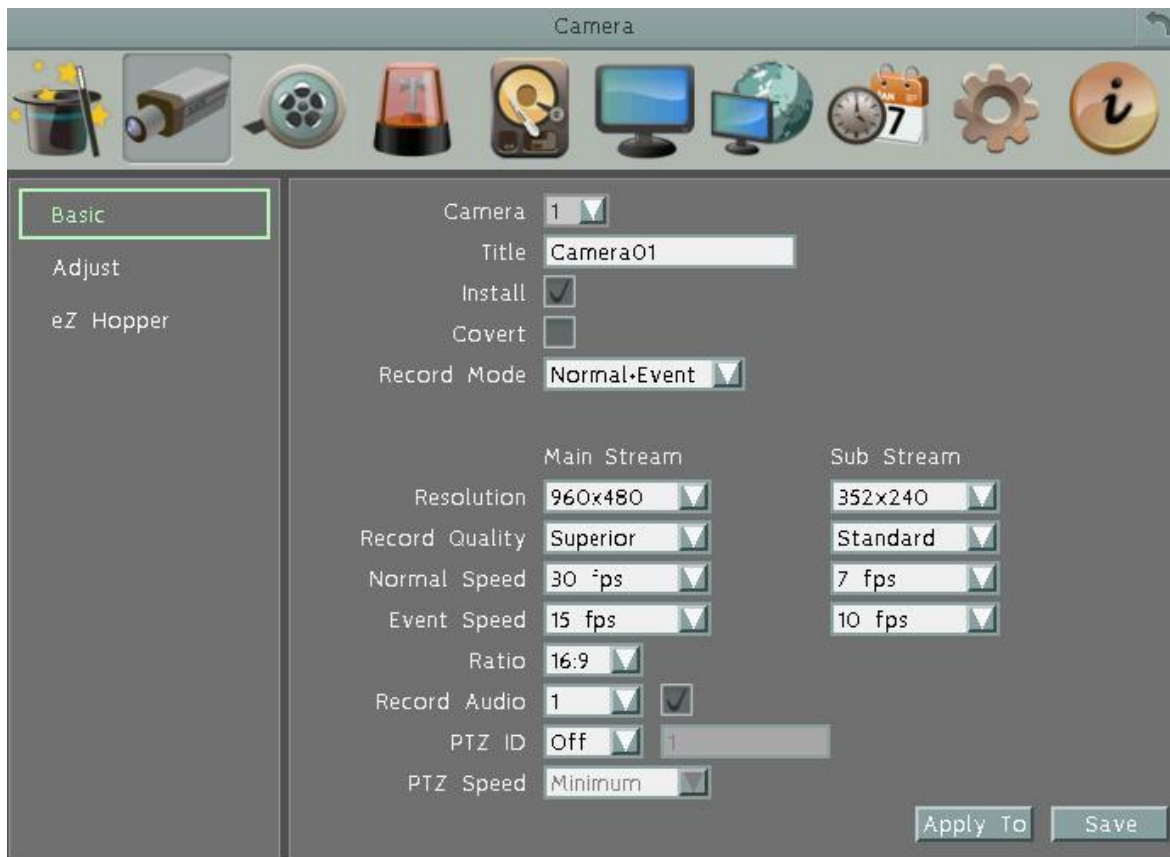 Camera
JAN
7
i
Basic
Adjust
eZ Hopper
Camera 1
Title Camera01
Install
Covert
Record Mode Normal+Event
Main Stream Sub Stream
Resolution 960x480 352x240
Record Quality Superior Standard
Normal Speed 30 fps 7 fps
Event Speed 15 fps 10 fps
Ratio 16:9
Record Audio 1
PTZ ID Off 1
PTZ Speed Minimum
Apply To Save